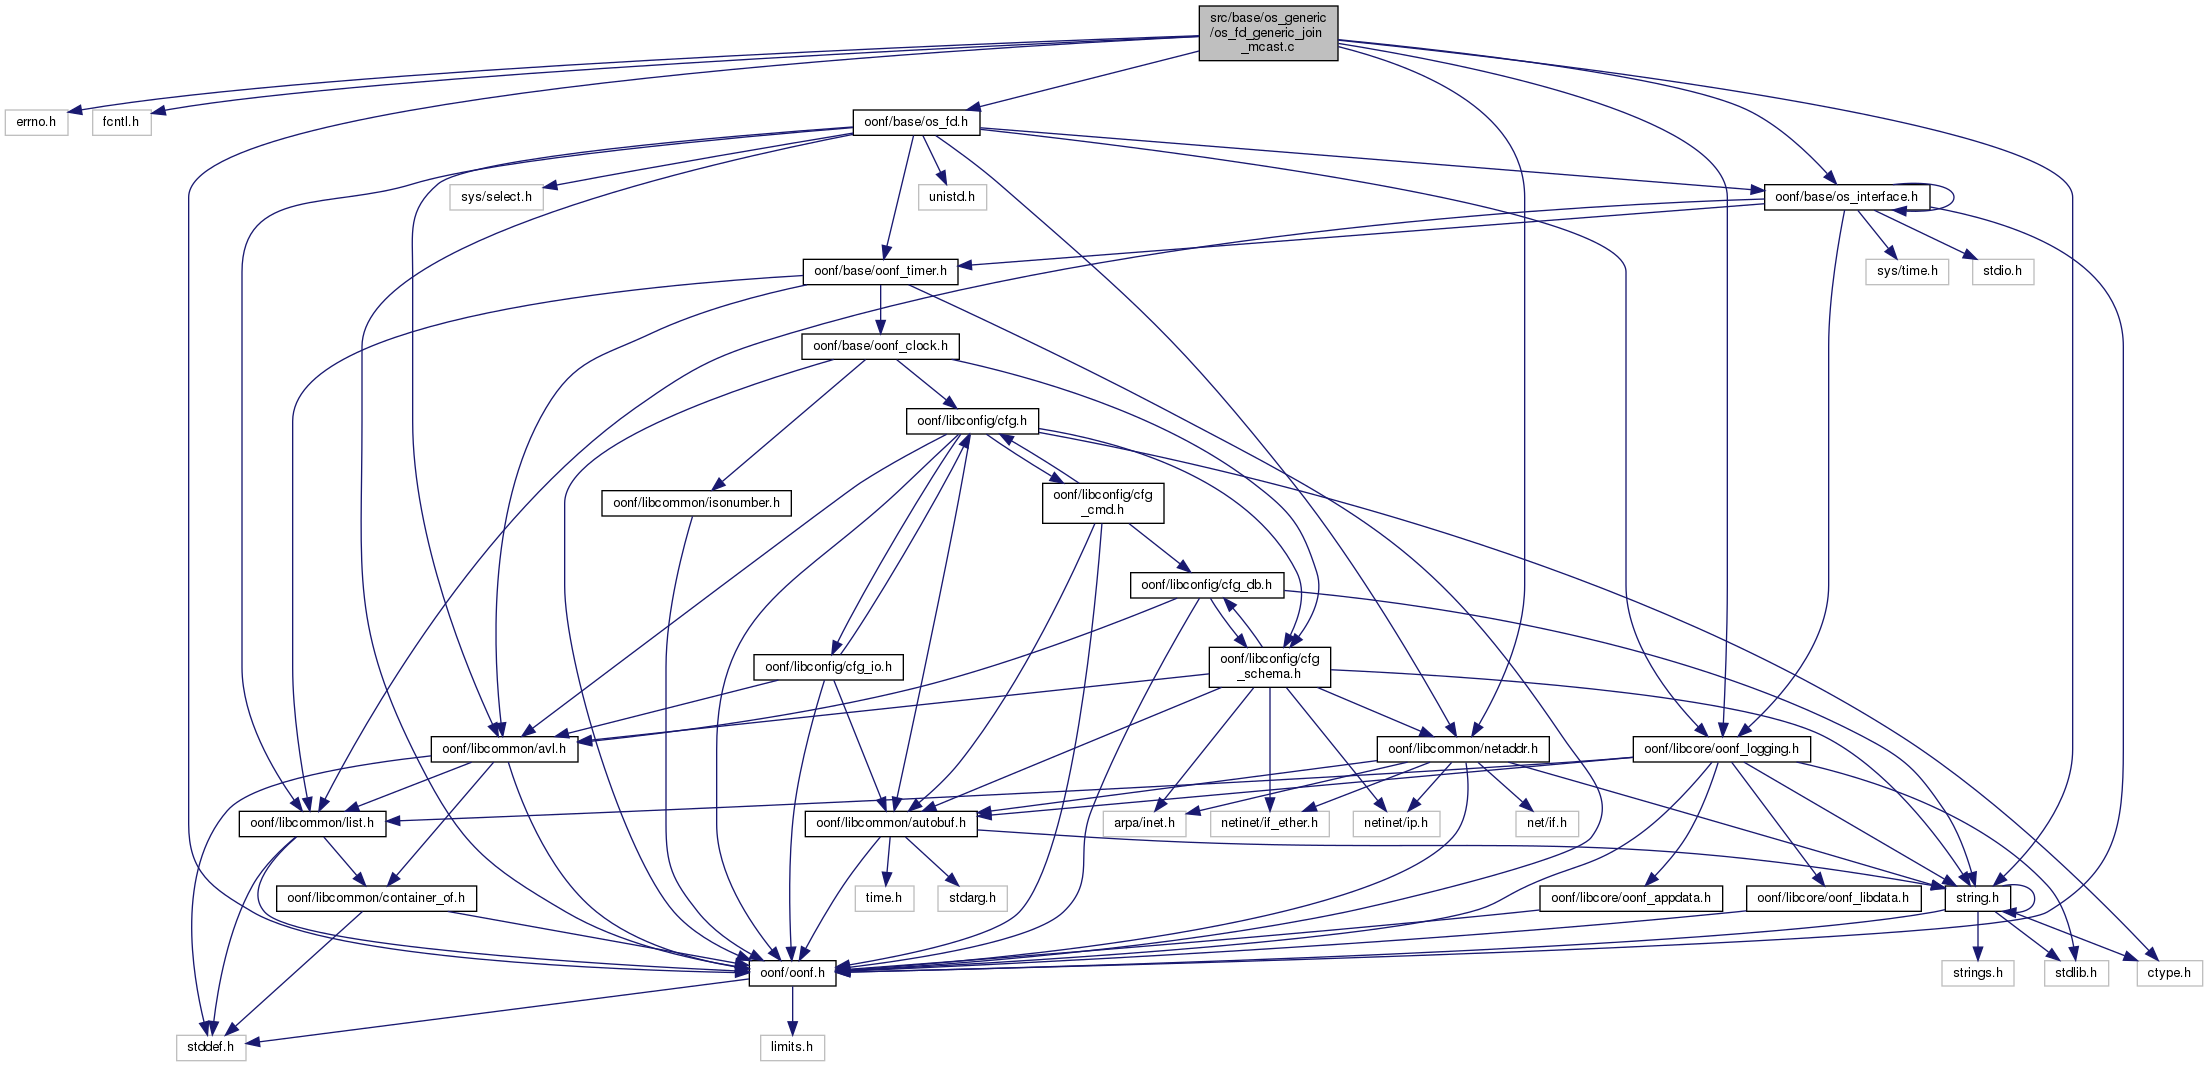 src/base/os_generic
/os_fd_generic_join
_mcast.c
errno.h
fcntl.h
oonf/base/os_fd.h
sys/select.h
unistd.h
oonf/base/os_interface.h
oonf/base/oonf_timer.h
sys/time.h
stdio.h
oonf/base/oonf_clock.h
oonf/libconfig/cfg.h
oonf/libcommon/isonumber.h
oonf/libconfig/cfg
_cmd.h
oonf/libconfig/cfg_db.h
oonf/libconfig/cfg_io.h
oonf/libconfig/cfg
_schema.h
oonf/libcommon/avl.h
oonf/libcommon/netaddr.h
oonf/libcore/oonf_logging.h
oonf/libcommon/list.h
oonf/libcommon/autobuf.h
arpa/inet.h
netinet/if_ether.h
netinet/ip.h
net/if.h
oonf/libcommon/container_of.h
time.h
stdarg.h
oonf/libcore/oonf_appdata.h
oonf/libcore/oonf_libdata.h
string.h
oonf/oonf.h
strings.h
stdlib.h
ctype.h
stddef.h
limits.h